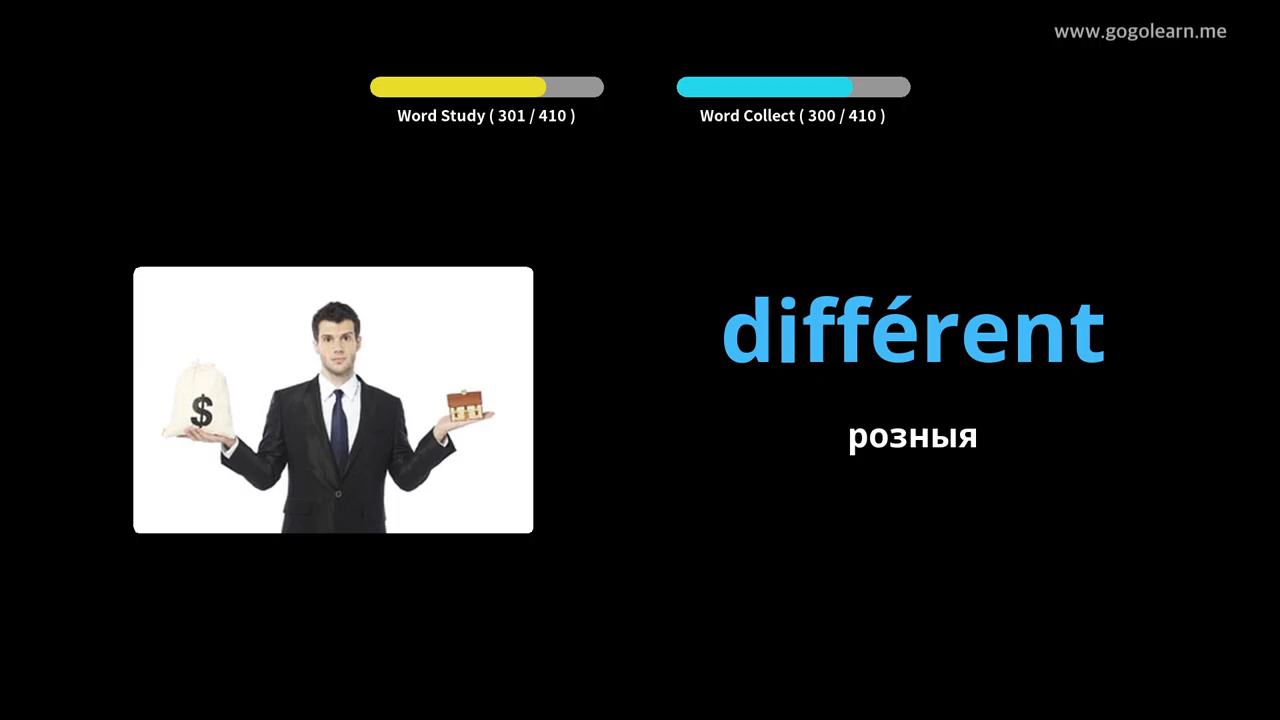 www.gogolearn.me
Word Study ( 301 / 410 )
Word Collect ( 300 / 410 )
$
différent
розныя